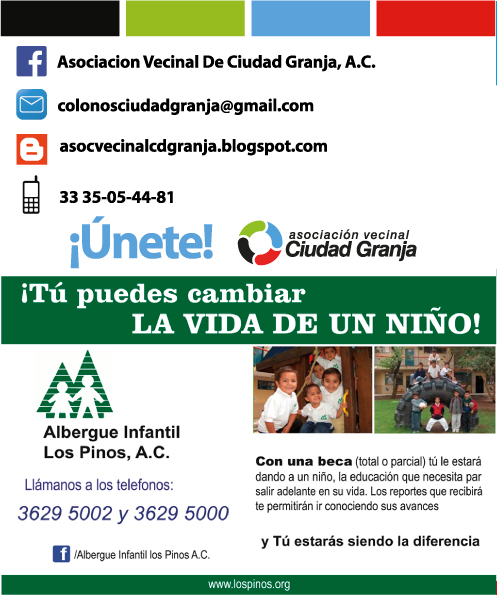 Asociacion Vecinal De Ciudad Granja, A.C.
colonosciudadgranja@gmail.com
asocvecinalcdgranja.blogspot.com
33 35-05-44-81
¡Únete!
asociación vecinal
Ciudad Granja
¡Tú puedes cambiar
LA VIDA DE UN NIÑO!
Albergue Infantil
Los Pinos, A.C.
Llámanos a los telefonos:
3629 5002 y 3629 5000
/Albergue Infantil los Pinos A.C.
Con una beca (total o parcial) tú le estará
dando a un niño, la educación que necesita par
salir adelante en su vida. Los reportes que recibirá
te permitirán ir conociendo sus avances
y Tú estarás siendo la diferencia
www.lospinos.org